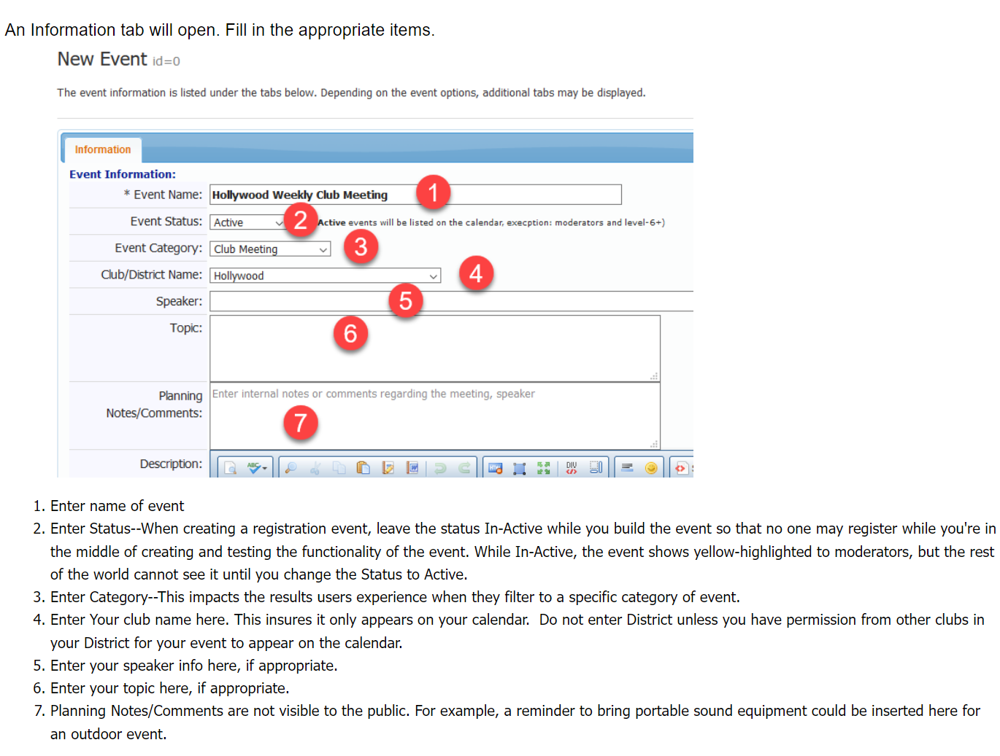 An Information tab will open. Fill in the appropriate items.
New Event id=0
The event information is listed under the tabs below. Depending on the event options, additional tabs may be displayed.
Information
Event Information:
* Event Name: Hollywood Weekly Club Meeting 1
Event Status: Active 2 Active events will be listed on the calendar, execption: moderators and level-6+)
Event Category: Club Meeting 3
Club/District Name: Hollywood 4
Speaker: 5
Topic: 6
Planning Enter internal notes or comments regarding the meeting, speaker
Notes/Comments: 7
Description: ABC HTML DIV
1. Enter name of event
2. Enter Status--When creating a registration event, leave the status In-Active while you build the event so that no one may register while you're in
the middle of creating and testing the functionality of the event. While In-Active, the event shows yellow-highlighted to moderators, but the rest
of the world cannot see it until you change the Status to Active.
3. Enter Category--This impacts the results users experience when they filter to a specific category of event.
4. Enter Your club name here. This insures it only appears on your calendar.  Do not enter District unless you have permission from other clubs in
your District for your event to appear on the calendar.
5. Enter your speaker info here, if appropriate.
6. Enter your topic here, if appropriate.
7. Planning Notes/Comments are not visible to the public. For example, a reminder to bring portable sound equipment could be inserted here for
an outdoor event.